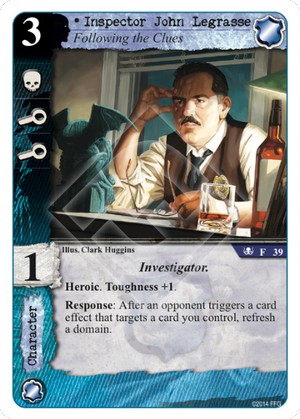 3
• Inspector John Legrasse
Following the Clues
Illus. Clark Huggins
F 39
1
Character
Investigator.
Heroic. Toughness +1.
Response: After an opponent triggers a card
effect that targets a card you control, refresh
a domain.
©2014 FFG